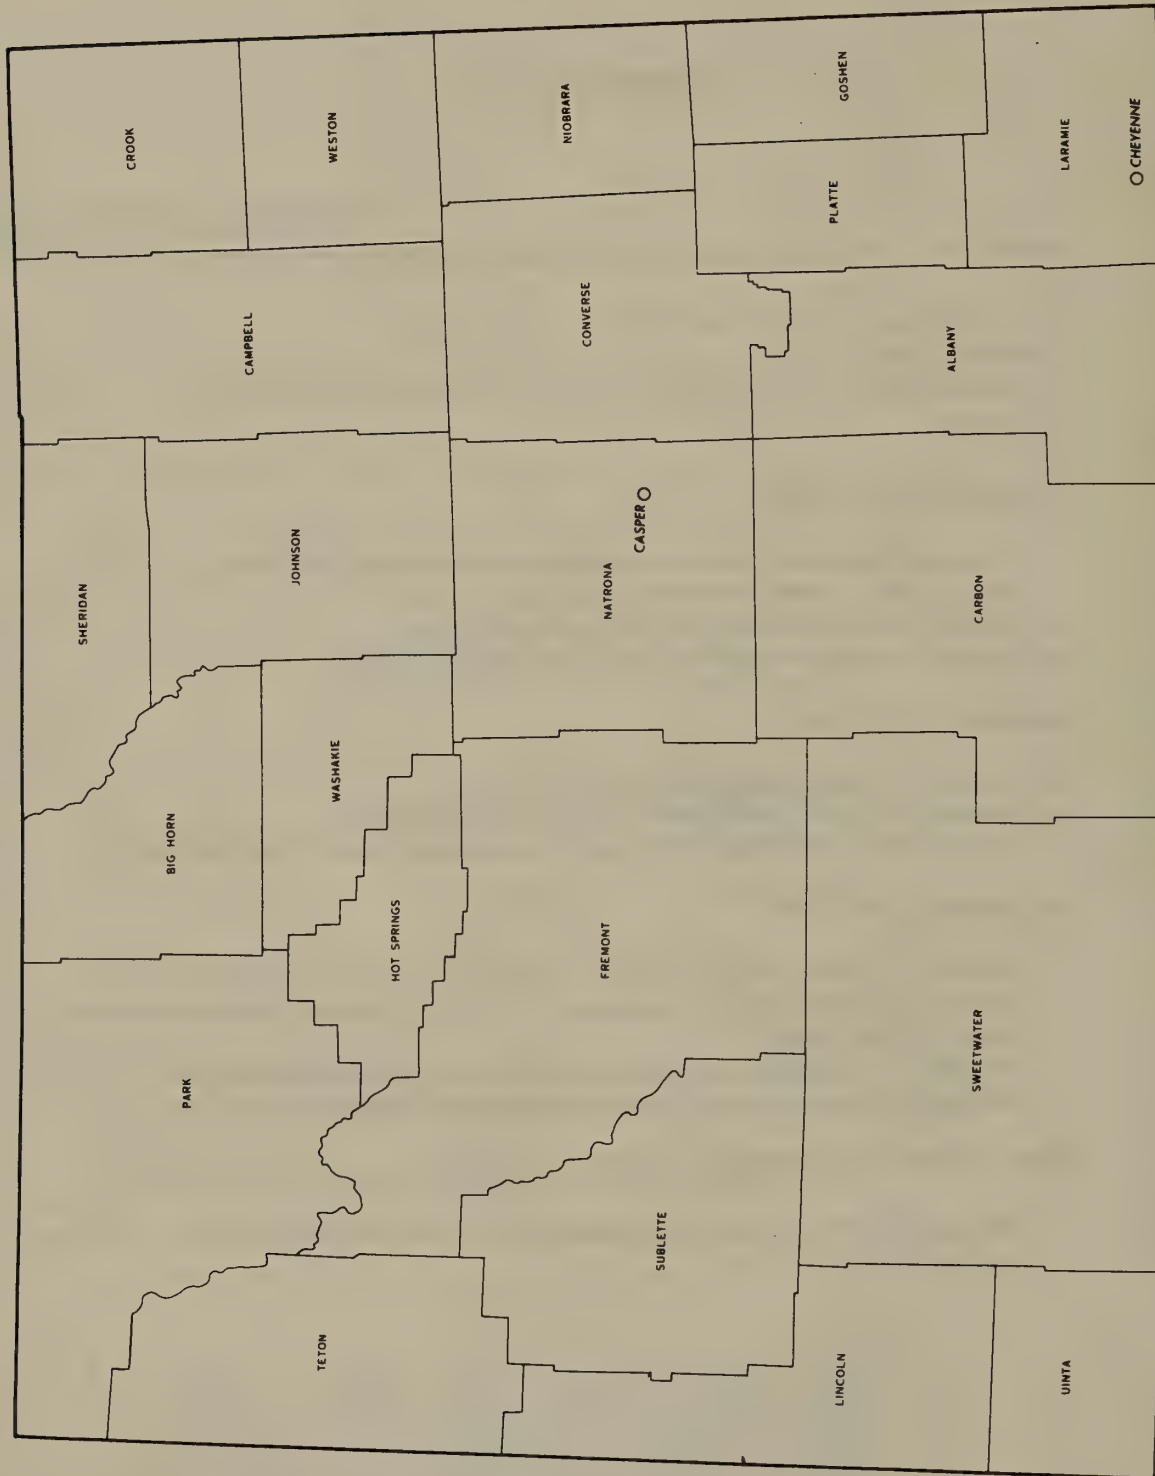 TETON
PARK
BIG HORN
SHERIDAN
CAMPBELL
CROOK
WESTON
JOHNSON
WASHAKIE
HOT SPRINGS
FREMONT
SUBLETTE
NATRONA
CASPER
CONVERSE
NIOBRARA
LINCOLN
UINTA
SWEETWATER
CARBON
ALBANY
PLATTE
GOSHEN
LARAMIE
CHEYENNE